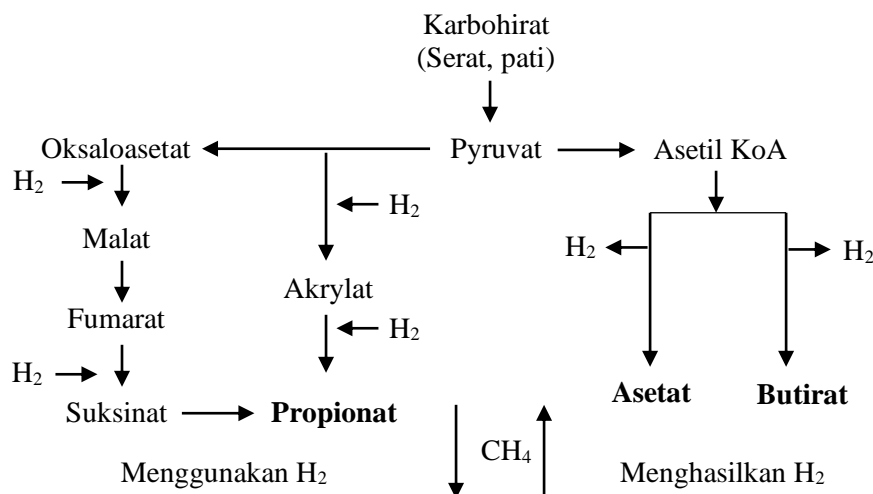 Karbohirat
(Serat, pati)
Oksaloasetat
Pyruvat
Asetil KoA
H₂
H₂
Malat
H₂
H₂
Akrylat
Fumarat
H₂
H₂
Asetat
Butirat
Suksinat
Propionat
CH₄
Menggunakan H₂
Menghasilkan H₂